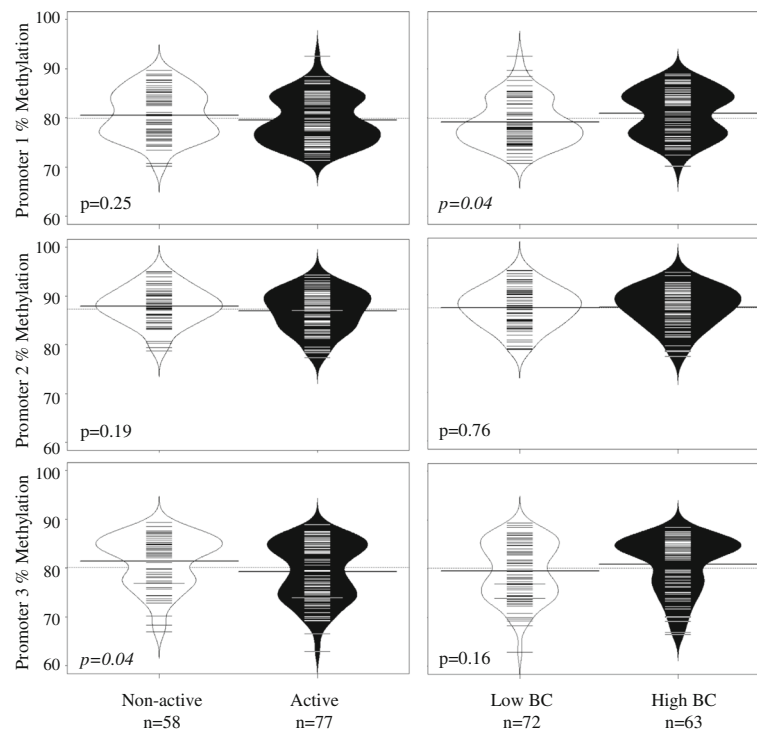 Promoter 1 % Methylation
100
90
80
70
60
p=0.25
p=0.04
Promoter 2 % Methylation
100
90
80
70
60
p=0.19
p=0.76
Promoter 3 % Methylation
100
90
80
70
60
p=0.04
p=0.16
Non-active
n=58
Active
n=77
Low BC
n=72
High BC
n=63